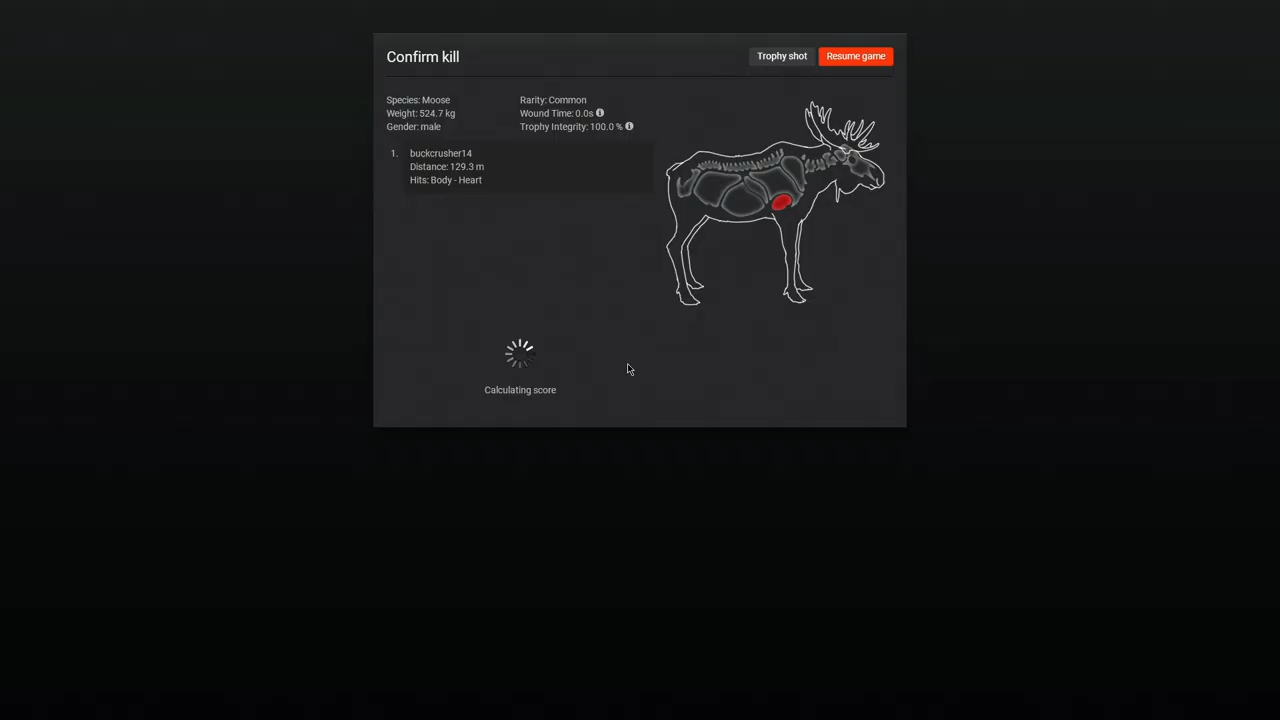 Confirm kill
Trophy shot
Resume game
Species: Moose
Weight: 524.7 kg
Gender: male
Rarity: Common
Wound Time: 0.0s
Trophy Integrity: 100.0 %
1. buckcrusher14
Distance: 129.3 m
Hits: Body - Heart
Calculating score